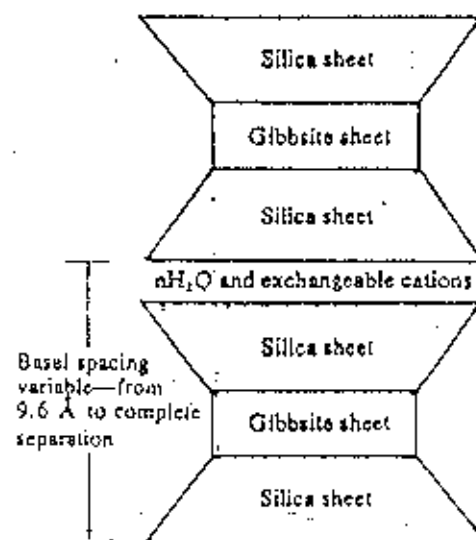 Silica sheet
Gibbsite sheet
Silica sheet
nH₂O and exchangeable cations
Silica sheet
Basel spacing
variable—from
9.6 Å to complete
separation
Gibbsite sheet
Silica sheet